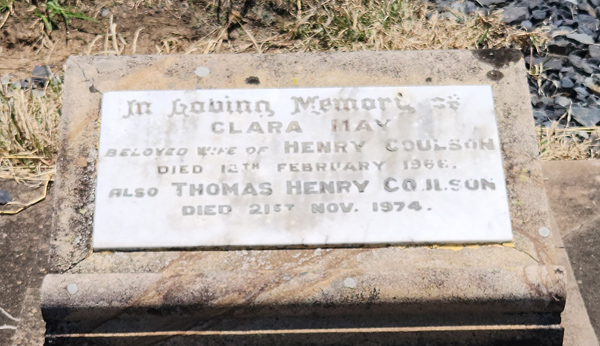 In Loving Memory of
CLARA MAY
BELOVED WIFE OF HENRY COULSON
DIED 12TH FEBRUARY 1966.
ALSO THOMAS HENRY COULSON
DIED 21ST NOV. 1974.